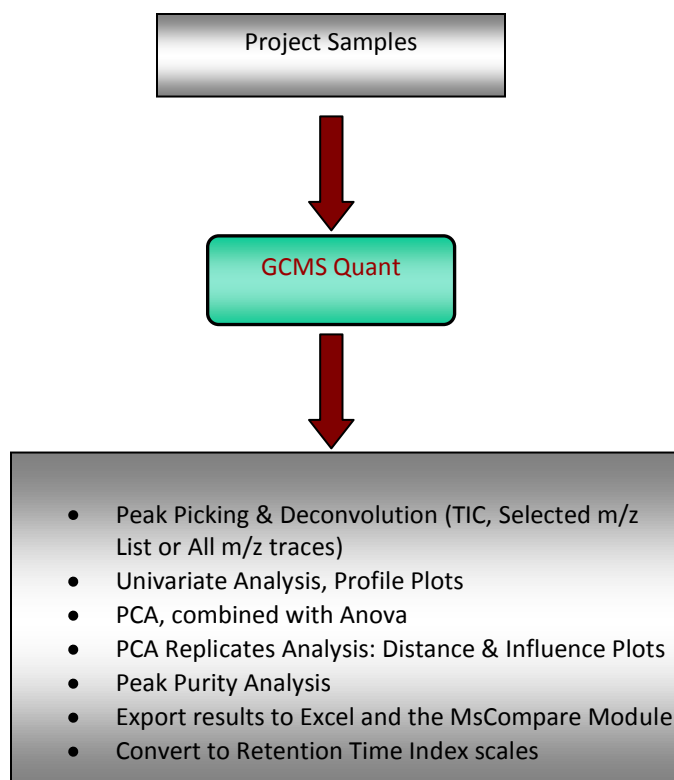 Project Samples
GCMS Quant
• Peak Picking & Deconvolution (TIC, Selected m/z
List or All m/z traces)
• Univariate Analysis, Profile Plots
• PCA, combined with Anova
• PCA Replicates Analysis: Distance & Influence Plots
• Peak Purity Analysis
• Export results to Excel and the MsCompare Module
• Convert to Retention Time Index scales